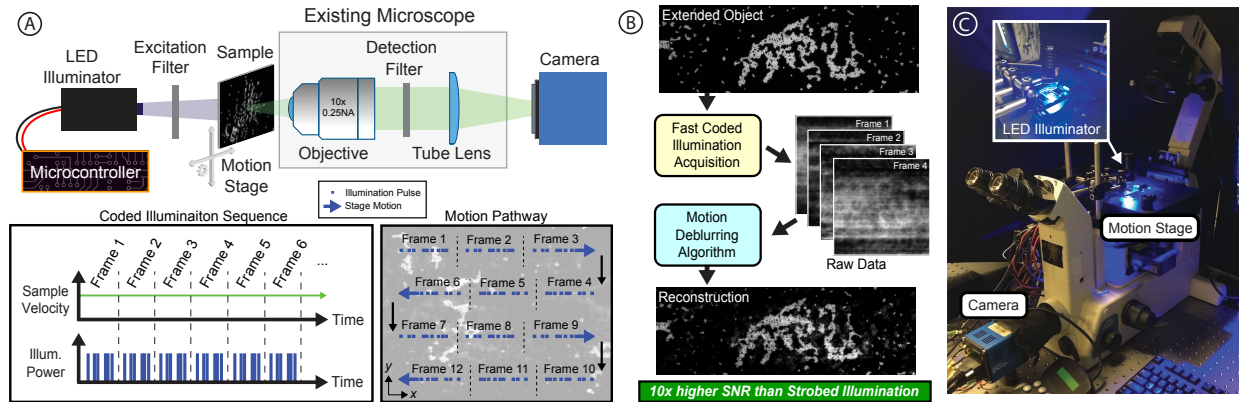 A
Existing Microscope
LED
Illuminator
Excitation
Filter
Sample
Detection
Filter
Camera
10x
0.25NA
Microcontroller
Motion
Stage
Objective
Tube Lens
Illumination Pulse
Stage Motion
Coded Illuminaiton Sequence
Frame 1
Frame 2
Frame 3
Frame 4
Frame 5
Frame 6
...
Sample
Velocity
Time
Illum.
Power
Time
Motion Pathway
Frame 1
Frame 2
Frame 3
Frame 6
Frame 5
Frame 4
Frame 7
Frame 8
Frame 9
Frame 12
Frame 11
Frame 10
y
x
B
Extended Object
Fast Coded
Illumination
Acquisition
Frame 1
Frame 2
Frame 3
Frame 4
Motion
Deblurring
Algorithm
Raw Data
Reconstruction
10x higher SNR than Strobed Illumination
C
LED Illuminator
Motion Stage
Camera